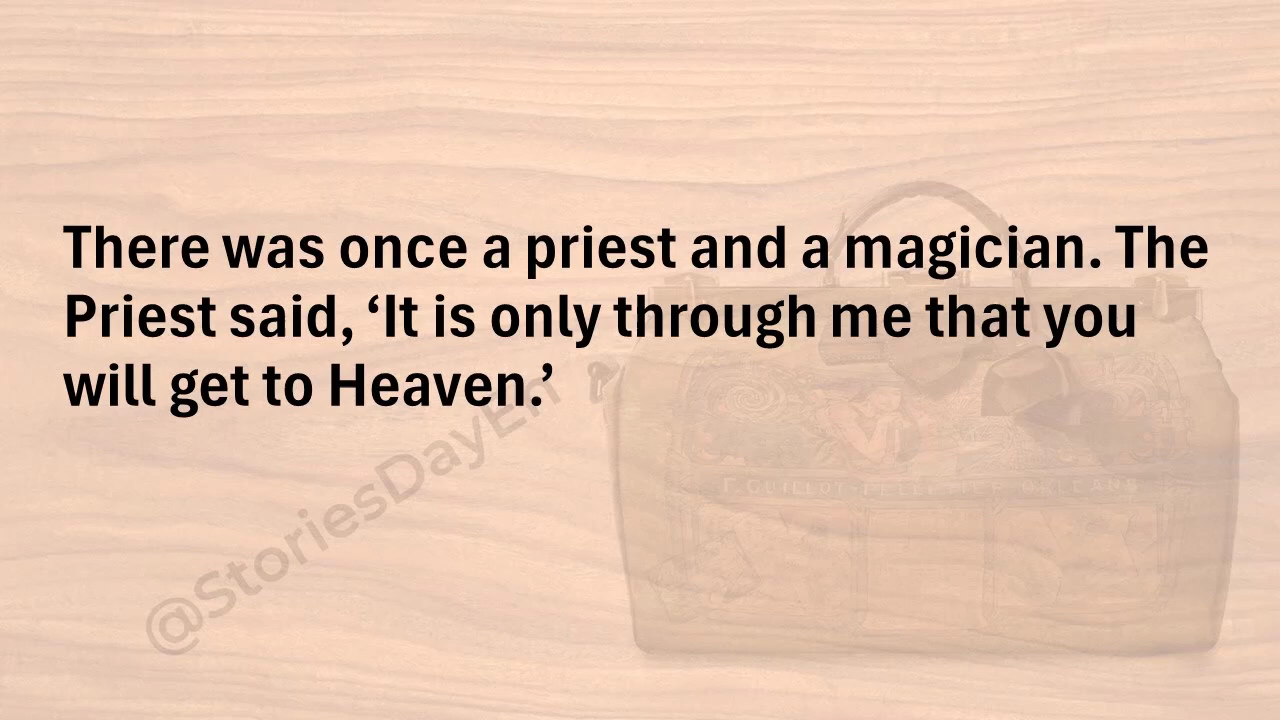 There was once a priest and a magician. The
Priest said, ‘It is only through me that you
will get to Heaven.’
@StoriesDayEn